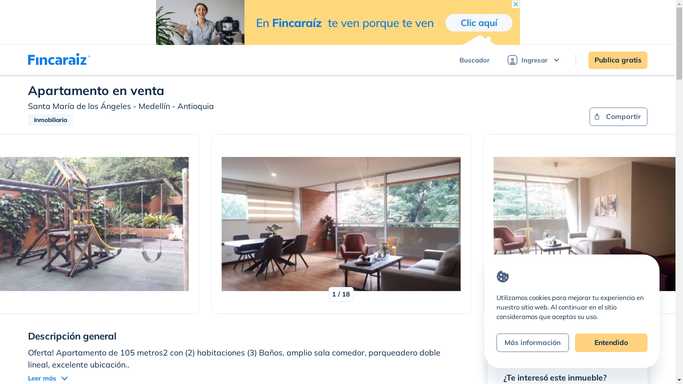 En Fincaraíz te ven porque te ven
Clic aquí
Fincaraiz
Buscador
Ingresar
Publica gratis
Apartamento en venta
Santa María de los Ángeles - Medellín - Antioquia
Inmobiliaria
Compartir
1 / 18
Utilizamos cookies para mejorar tu experiencia en
nuestro sitio web. Al continuar en el sitio
consideramos que aceptas su uso.
Más información
Entendido
Descripción general
Oferta! Apartamento de 105 metros2 con (2) habitaciones (3) Baños, amplio sala comedor, parqueadero doble
lineal, excelente ubicación..
Leer más
¿Te interesó este inmueble?